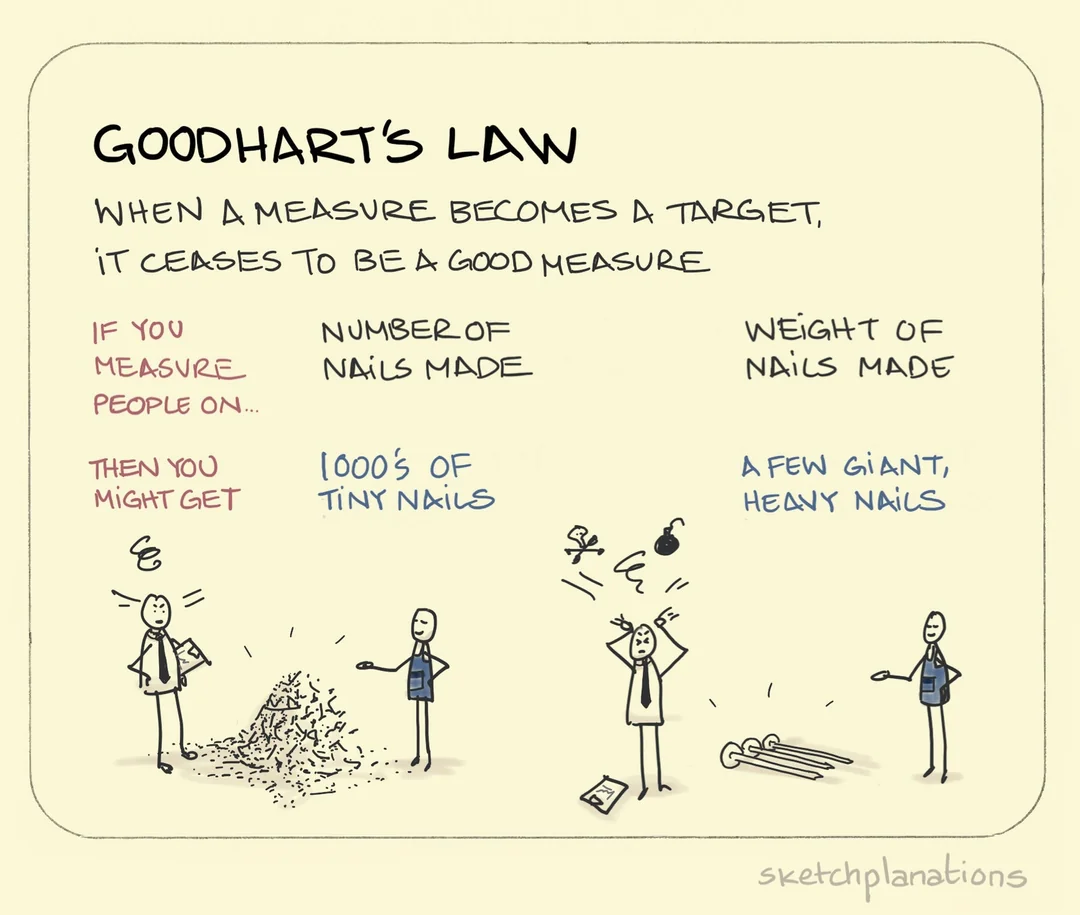 GOODHART'S LAW
WHEN A MEASURE BECOMES A TARGET,
IT CEASES TO BE A GOOD MEASURE
IF YOU
MEASURE
PEOPLE ON...
NUMBER OF
NAILS MADE
WEIGHT OF
NAILS MADE
THEN YOU
MIGHT GET
1000'S OF
TINY NAILS
A FEW GIANT,
HEAVY NAILS
sketchplanations